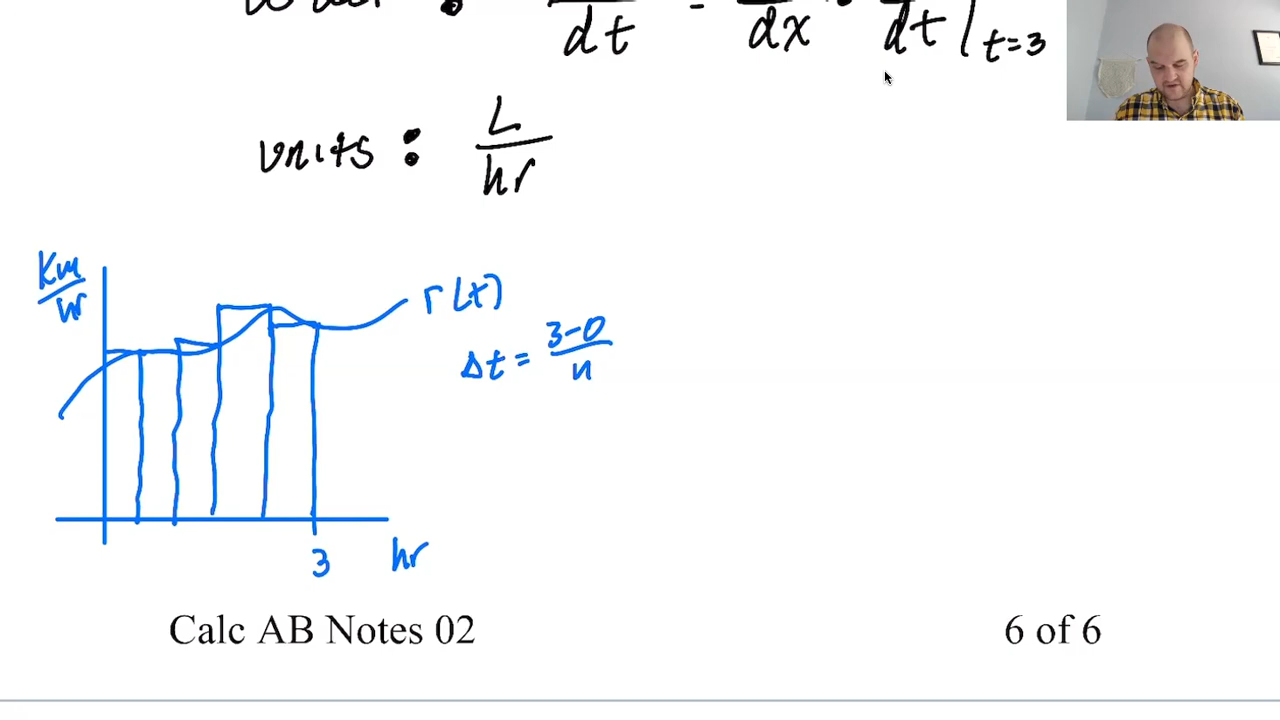 dt = dx · dt | t=3
units : L/hr
Km/hr
r(t)
Δt = 3-0/n
3 hr
Calc AB Notes 02 6 of 6